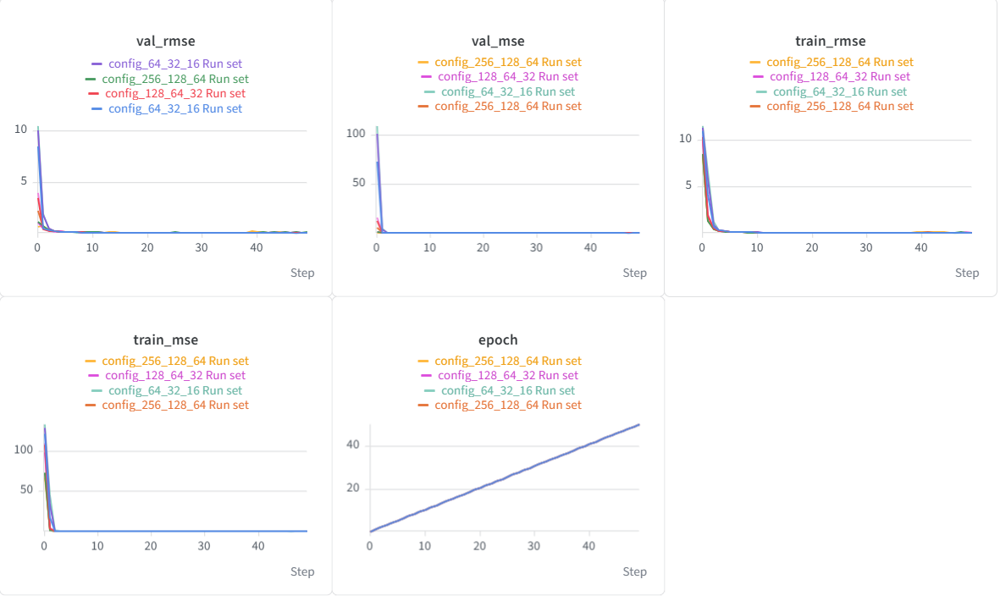 val_rmse
config_64_32_16 Run set
config_256_128_64 Run set
config_128_64_32 Run set
config_64_32_16 Run set
10
5
0 10 20 30 40
Step
val_mse
config_256_128_64 Run set
config_128_64_32 Run set
config_64_32_16 Run set
config_256_128_64 Run set
100
50
0 10 20 30 40
Step
train_rmse
config_256_128_64 Run set
config_128_64_32 Run set
config_64_32_16 Run set
config_256_128_64 Run set
10
5
0 10 20 30 40
Step
train_mse
config_256_128_64 Run set
config_128_64_32 Run set
config_64_32_16 Run set
config_256_128_64 Run set
100
50
0 10 20 30 40
Step
epoch
config_256_128_64 Run set
config_128_64_32 Run set
config_64_32_16 Run set
config_256_128_64 Run set
40
20
0 10 20 30 40
Step